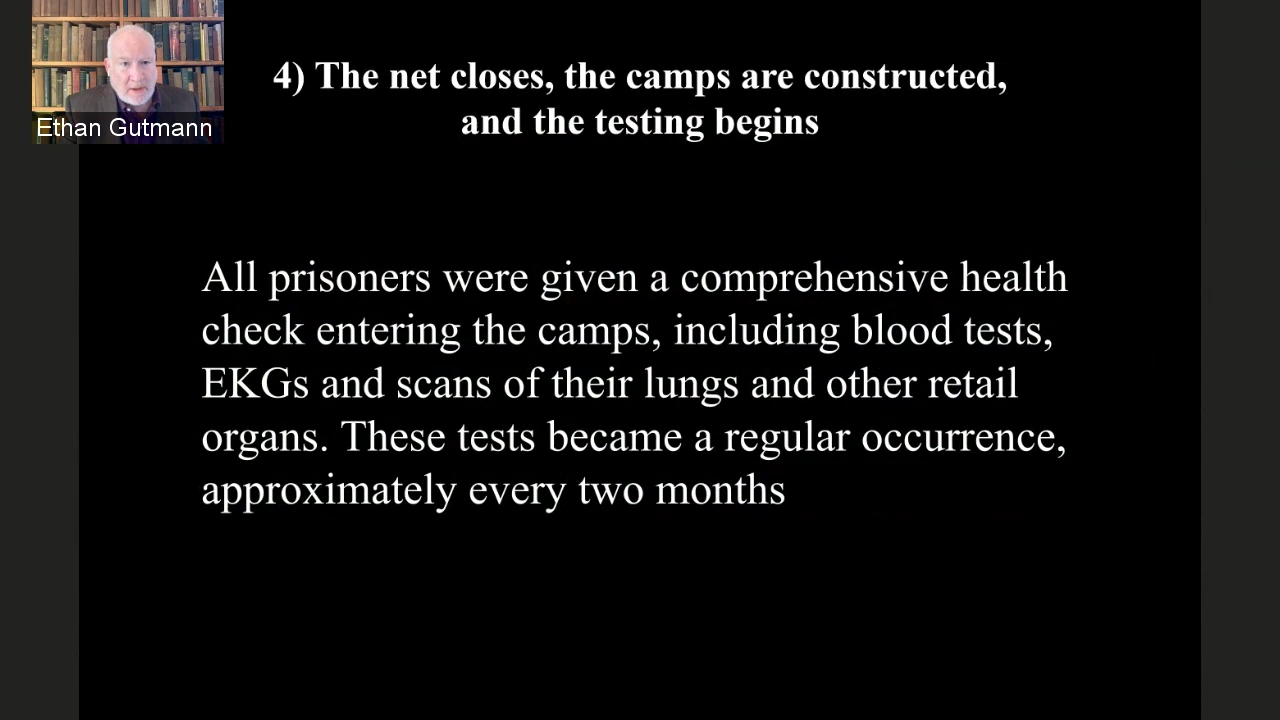 4) The net closes, the camps are constructed,
and the testing begins
Ethan Gutmann
All prisoners were given a comprehensive health
check entering the camps, including blood tests,
EKGs and scans of their lungs and other retail
organs. These tests became a regular occurrence,
approximately every two months